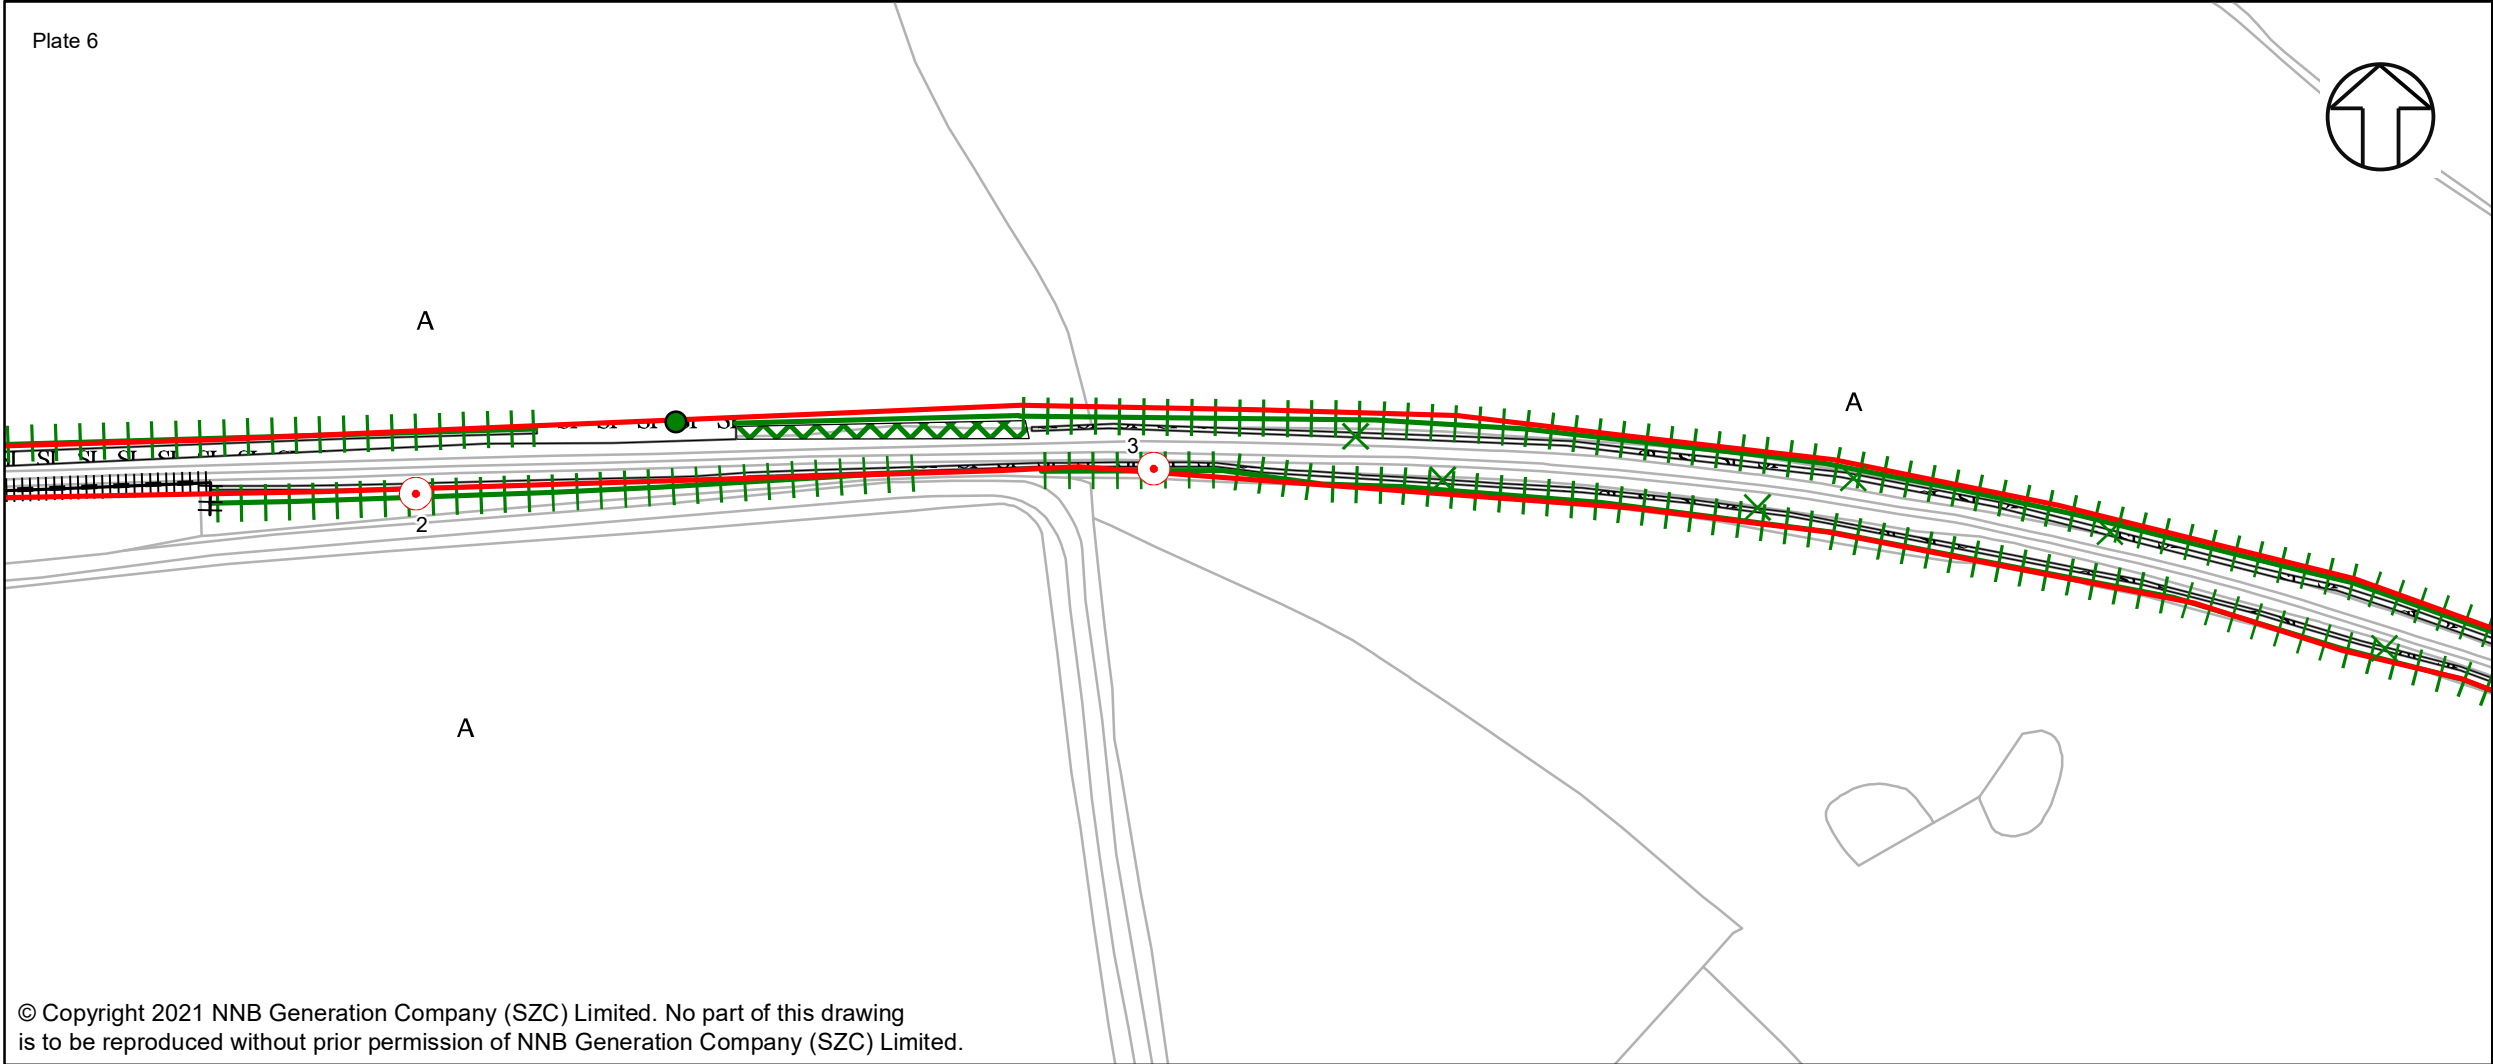 Plate 6
A
A
3
2
A
© Copyright 2021 NNB Generation Company (SZC) Limited. No part of this drawing
is to be reproduced without prior permission of NNB Generation Company (SZC) Limited.